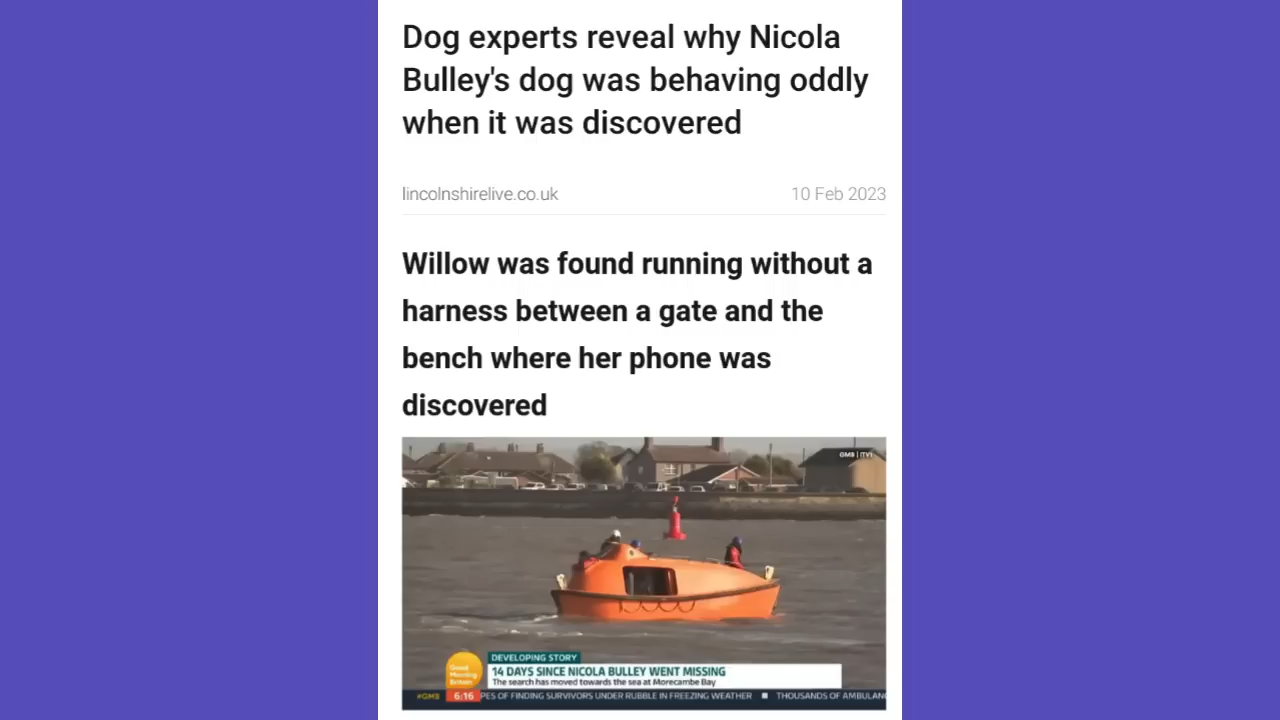 Dog experts reveal why Nicola
Bulley's dog was behaving oddly
when it was discovered
lincolnshirelive.co.uk 10 Feb 2023
Willow was found running without a
harness between a gate and the
bench where her phone was
discovered
GMB | ITV1
DEVELOPING STORY
Good
Morning
Britain
14 DAYS SINCE NICOLA BULLEY WENT MISSING
The search has moved towards the sea at Morecambe Bay
#GMB 6:16 PES OF FINDING SURVIVORS UNDER RUBBLE IN FREEZING WEATHER ■ THOUSANDS OF AMBULAN